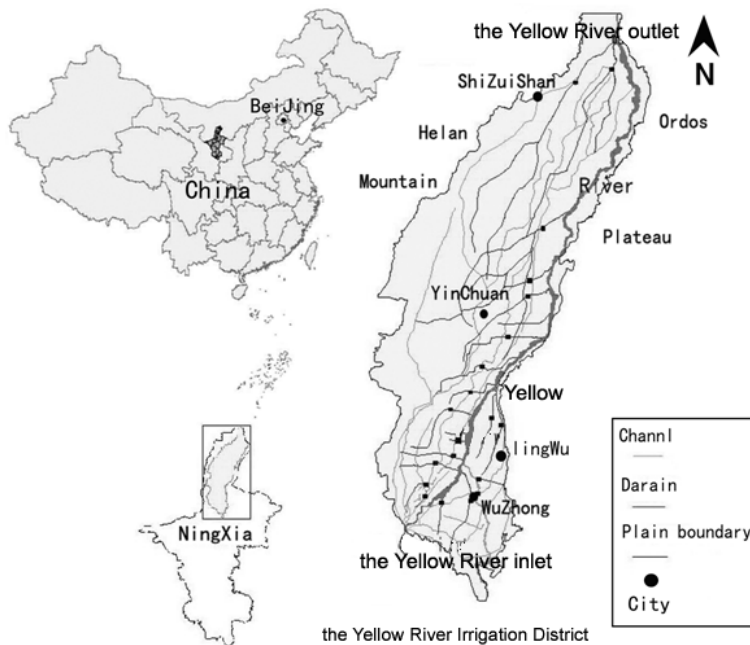 the Yellow River outlet
N
ShiZuiShan
BeiJing
Helan
Ordos
Mountain
River
China
Plateau
YinChuan
Yellow
lingWu
Channl
Darain
Plain boundary
City
WuZhong
NingXia
the Yellow River inlet
the Yellow River Irrigation District